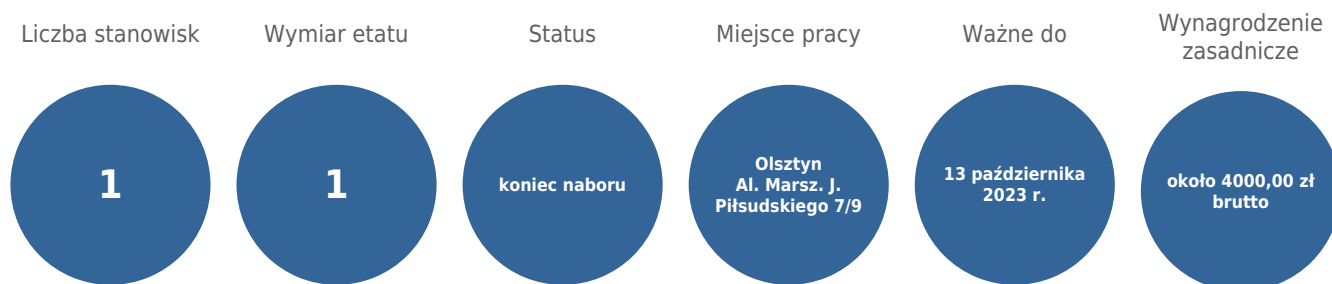 Liczba stanowisk
1
Wymiar etatu
1
Status
koniec naboru
Miejsce pracy
Olsztyn
Al. Marsz. J.
Piłsudskiego 7/9
Ważne do
13 października
2023 r.
Wynagrodzenie
zasadnicze
około 4000,00 zł
brutto